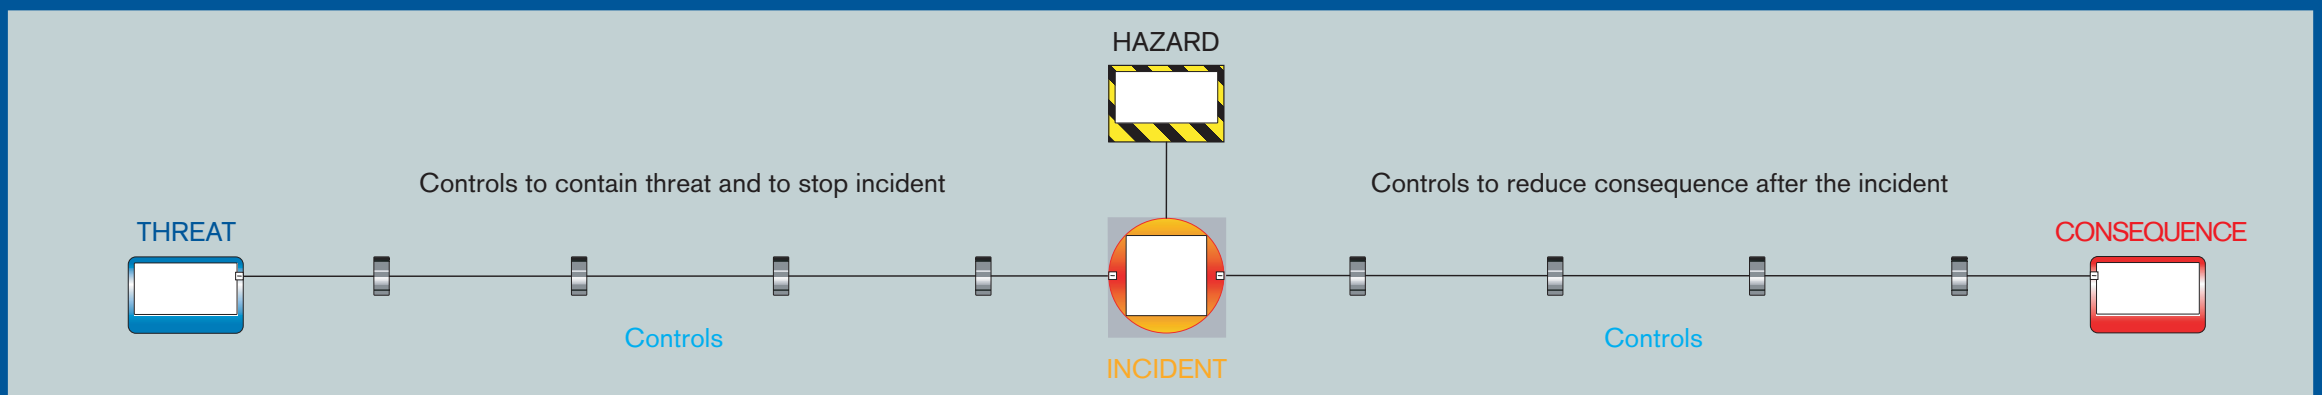 HAZARD
Controls to contain threat and to stop incident
Controls to reduce consequence after the incident
THREAT
CONSEQUENCE
Controls
Controls
INCIDENT